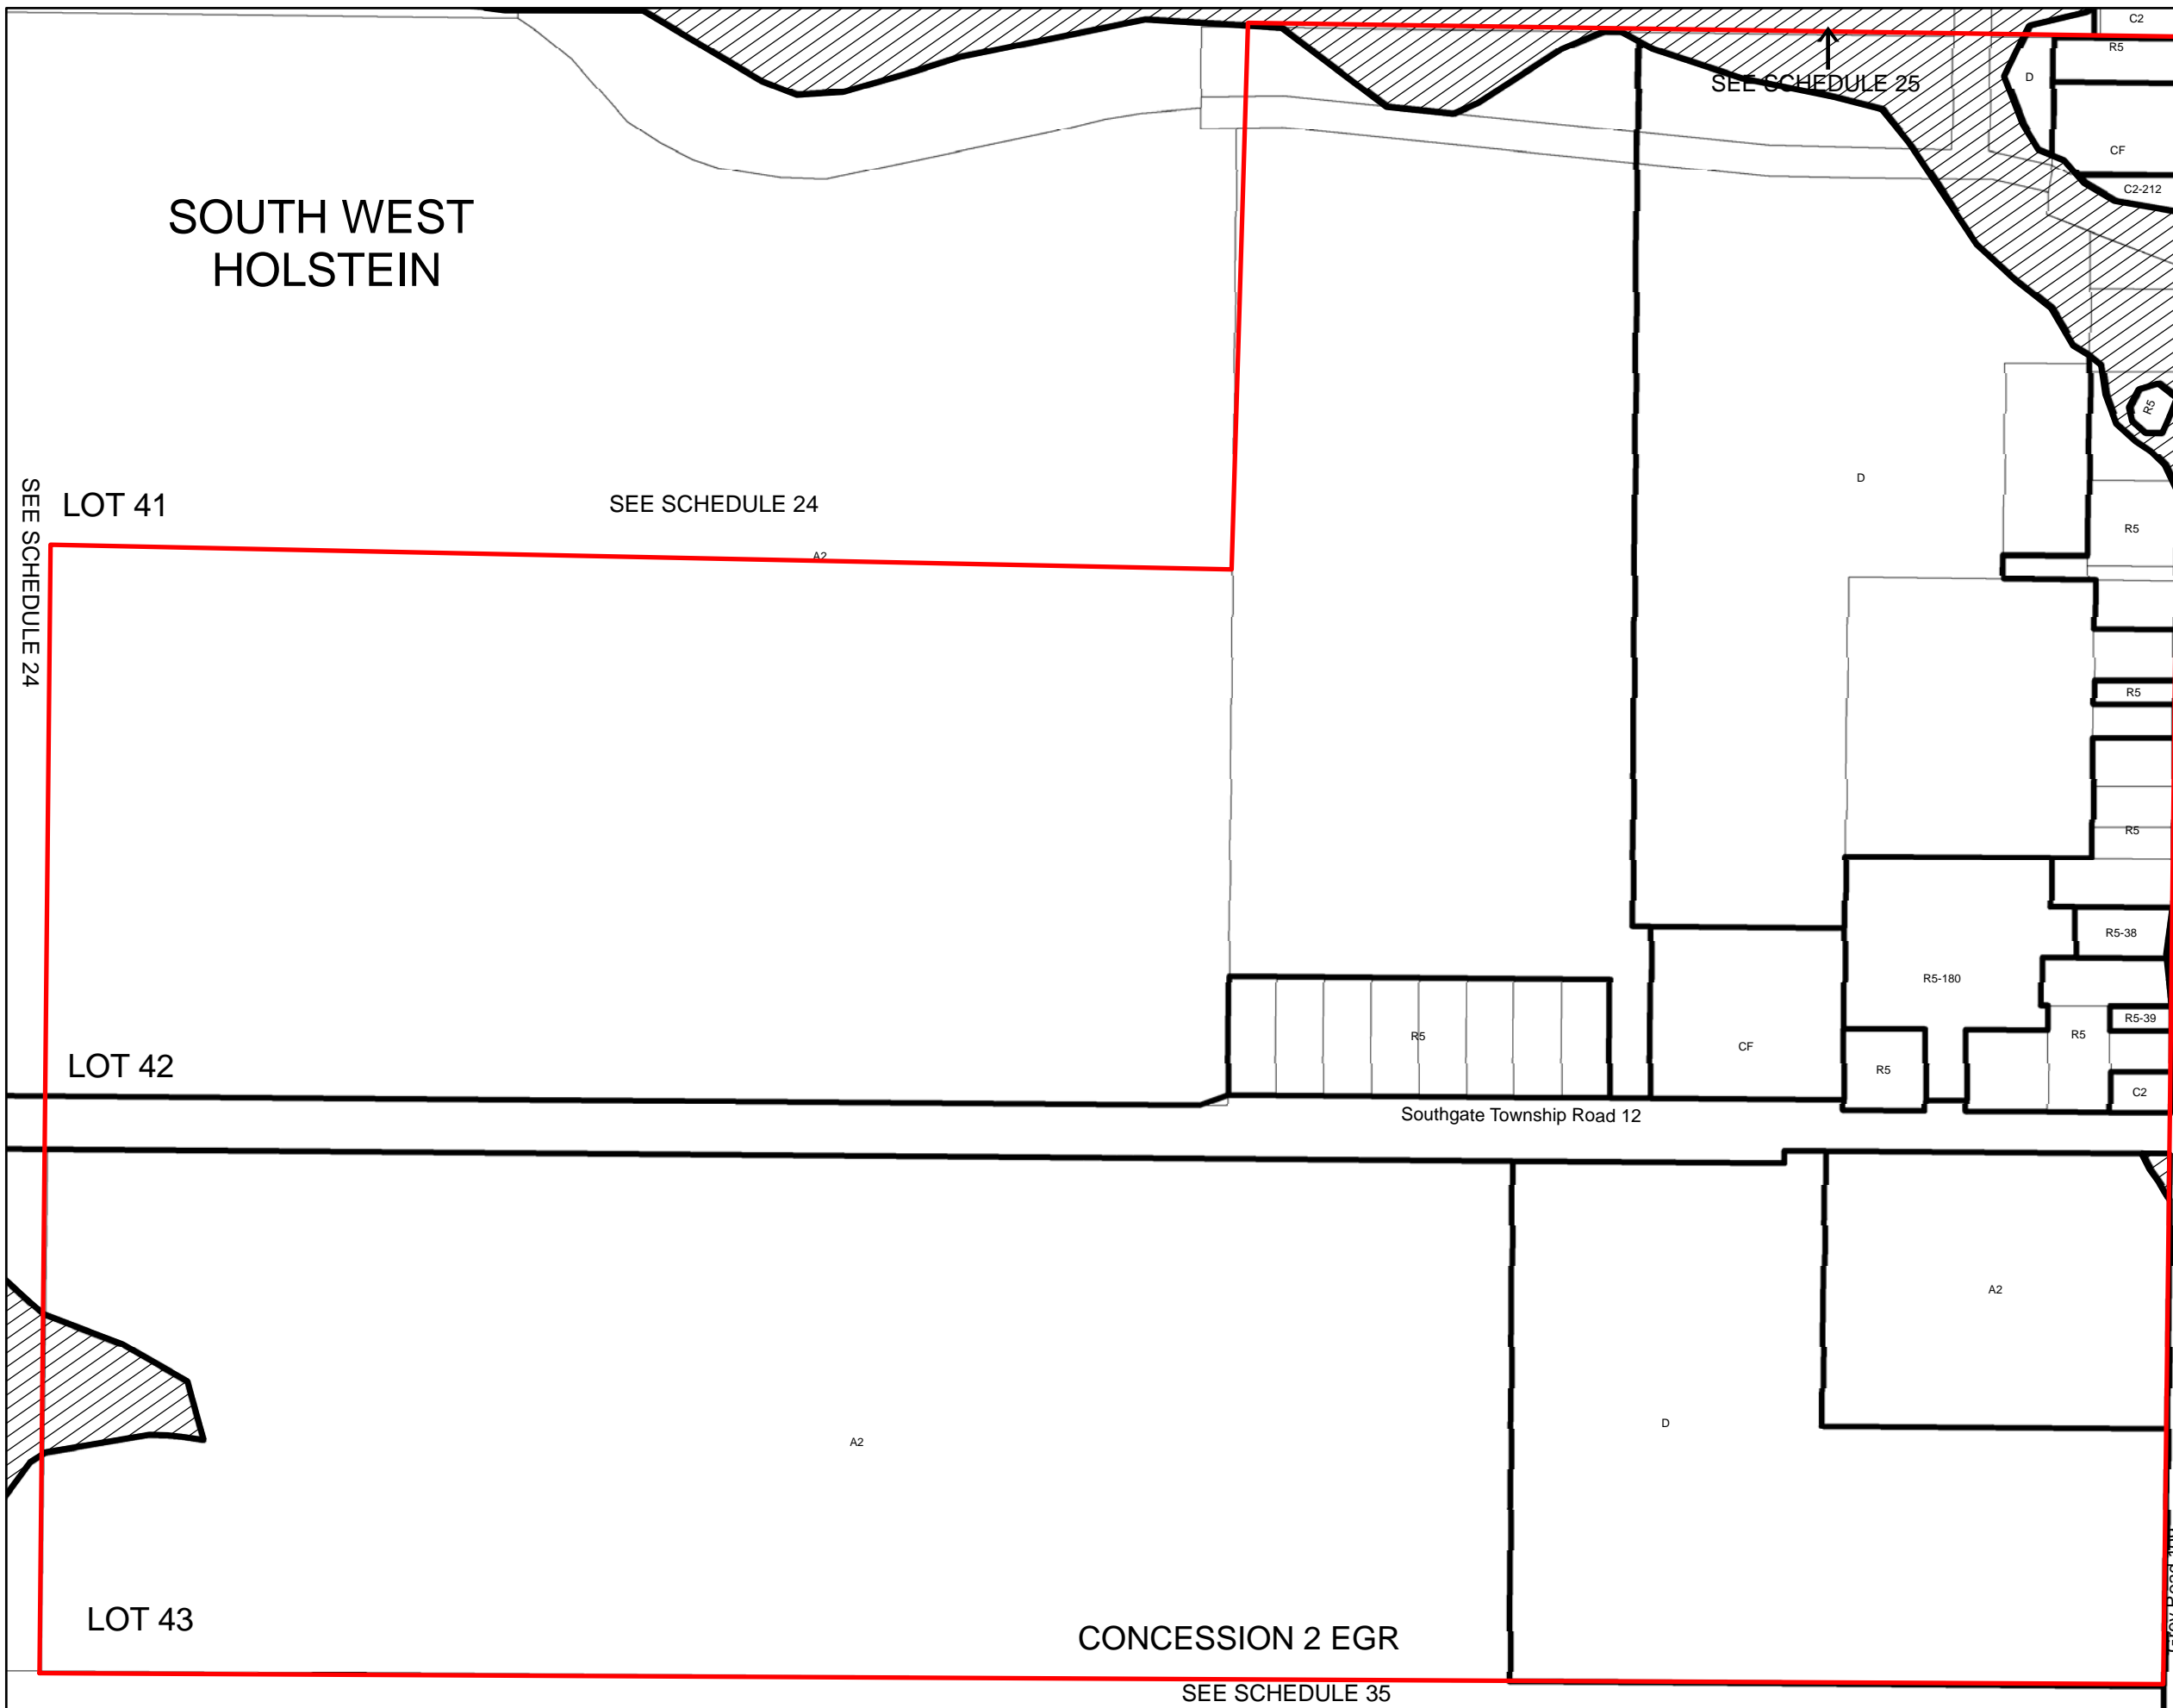 C2
R5
SEE SCHEDULE 25
D
CF
C2-212
SOUTH WEST
HOLSTEIN
R5
D
SEE SCHEDULE 24
LOT 41
SEE SCHEDULE 24
A2
R5
R5
R5
R5-38
R5-180
R5-39
R5
R5
CF
R5
LOT 42
C2
Southgate Township Road 12
A2
D
A2
LOT 43
CONCESSION 2 EGR
SEE SCHEDULE 35